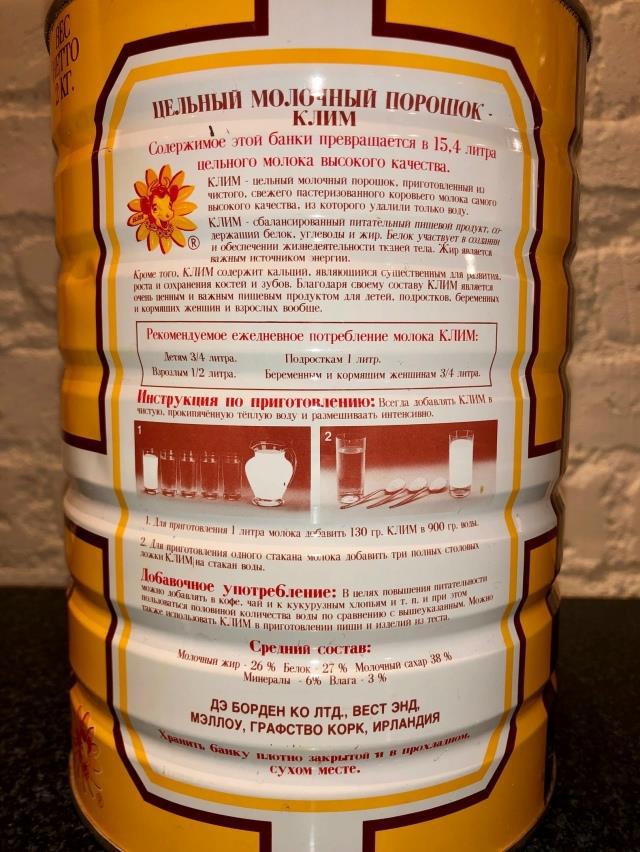 ВЕС
НЕТТО
2КГ.
ЦЕЛЬНЫЙ МОЛОЧНЫЙ ПОРОШОК -
КЛИМ
Содержимое этой банки превращается в 15,4 литра
цельного молока высокого качества.
КЛИМ - цельный молочный порошок, приготовленный из
чистого, свежего пастеризованного коровьего молока самого
высокого качества, из которого удалили только воду.
КЛИМ - сбалансированный питательный пищевой продукт, со-
держащий белок, углеводы и жир. Белок участвует в создании
и обеспечении жизнедеятельности тканей тела. Жир является
важным источником энергии.
®
Кроме того, КЛИМ содержит кальций, являющийся существенным для развития,
роста и сохранения костей и зубов. Благодаря своему составу КЛИМ является
очень ценным и важным пищевым продуктом для детей, подростков, беременных
и кормящих женщин и взрослых вообще.
Рекомендуемое ежедневное потребление молока КЛИМ:
Детям 3/4 литра. Подросткам 1 литр.
Взрослым 1/2 литра. Беременным и кормящим женщинам 3/4 литра.
Инструкция по приготовлению: Всегда добавлять КЛИМ в
чистую, прокипячённую тёплую воду и размешиваать интенсивно.
1 2
1. Для приготовления 1 литра молока добавить 130 гр. КЛИМ в 900 гр. воды.
2. Для приготовления одного стакана молока добавить три полных столовых
ложки КЛИМ на стакан воды.
Добавочное употребление: В целях повышения питательности
можно добавлять в кофе, чай и к кукурузным хлопьям и т. п. и при этом
пользоваться половиной количества воды по сравнению с вышеуказанным. Можно
также использовать КЛИМ в приготовлении пищи и изделий из теста.
Средний состав:
Молочный жир - 26 % Белок - 27 % Молочный сахар 38 %
Минералы - 6% Влага - 3 %
ДЭ БОРДЕН КО ЛТД., ВЕСТ ЭНД,
МЭЛЛОУ, ГРАФСТВО КОРК, ИРЛАНДИЯ
Хранить банку плотно закрытой и в прохладном,
сухом месте.